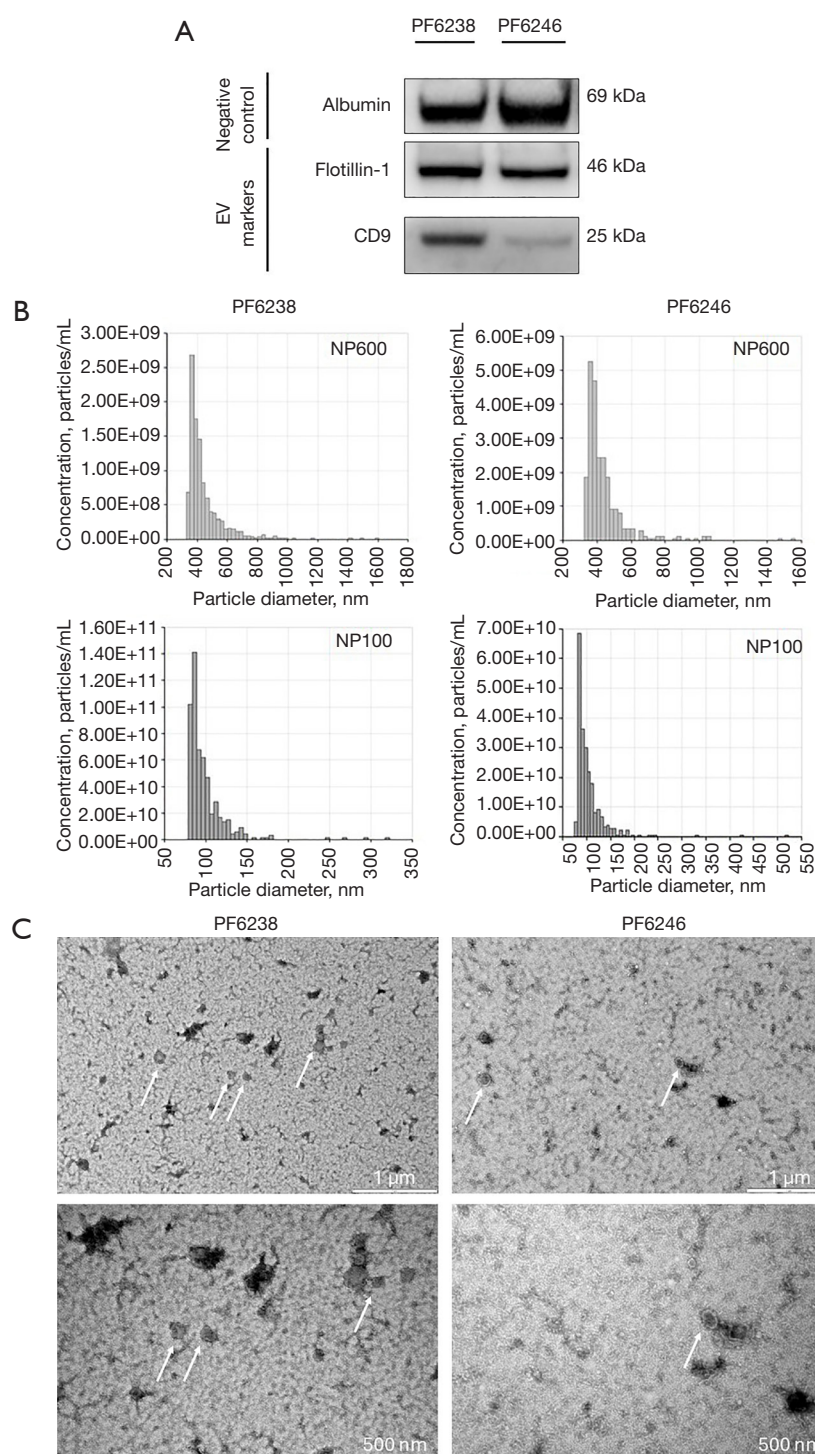 A
PF6238 PF6246
Negative control
Albumin
69 kDa
EV markers
Flotillin-1
46 kDa
CD9
25 kDa
B
PF6238
NP600
Concentration, particles/mL
3.00E+09
2.50E+09
2.00E+09
1.50E+09
1.00E+09
5.00E+08
0.00E+00
200 400 600 800 1000 1200 1400 1600 1800
Particle diameter, nm
PF6246
NP600
Concentration, particles/mL
6.00E+09
5.00E+09
4.00E+09
3.00E+09
2.00E+09
9.00E+09
0.00E+00
200 400 600 800 1000 1200 1400 1600
Particle diameter, nm
NP100
Concentration, particles/mL
1.60E+11
1.40E+11
1.20E+11
1.00E+11
8.00E+10
6.00E+10
4.00E+10
2.00E+10
0.00E+00
50 100 150 200 250 300 350
Particle diameter, nm
NP100
Concentration, particles/mL
7.00E+10
6.00E+10
5.00E+10
4.00E+10
3.00E+10
2.00E+10
1.00E+10
0.00E+00
50 100 150 200 250 300 350 400 450 500 550
Particle diameter, nm
C
PF6238
PF6246
1 µm
1 µm
500 nm
500 nm